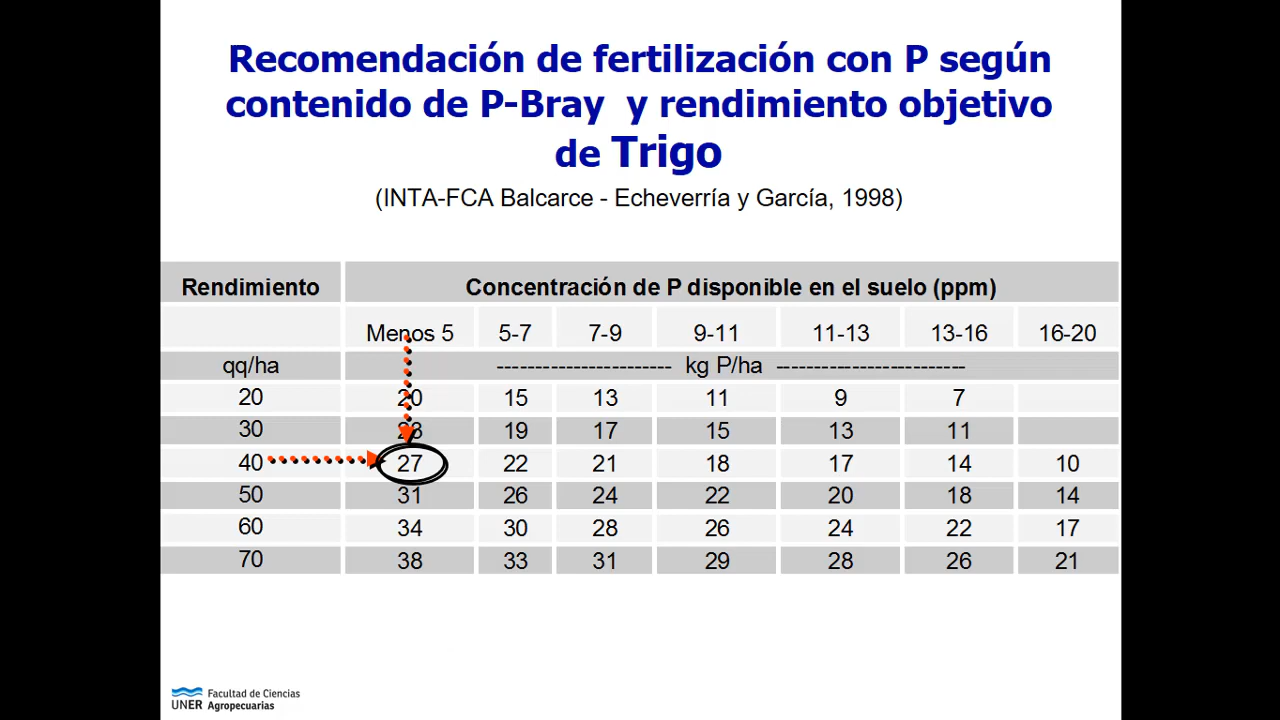 Recomendación de fertilización con P según
contenido de P-Bray y rendimiento objetivo
de Trigo
(INTA-FCA Balcarce - Echeverría y García, 1998)
Rendimiento Concentración de P disponible en el suelo (ppm)
Menos 5 5-7 7-9 9-11 11-13 13-16 16-20
qq/ha ----------------------- kg P/ha -------------------------
20 20 15 13 11 9 7
30 23 19 17 15 13 11
40 27 22 21 18 17 14 10
50 31 26 24 22 20 18 14
60 34 30 28 26 24 22 17
70 38 33 31 29 28 26 21
UNER Facultad de Ciencias
Agropecuarias